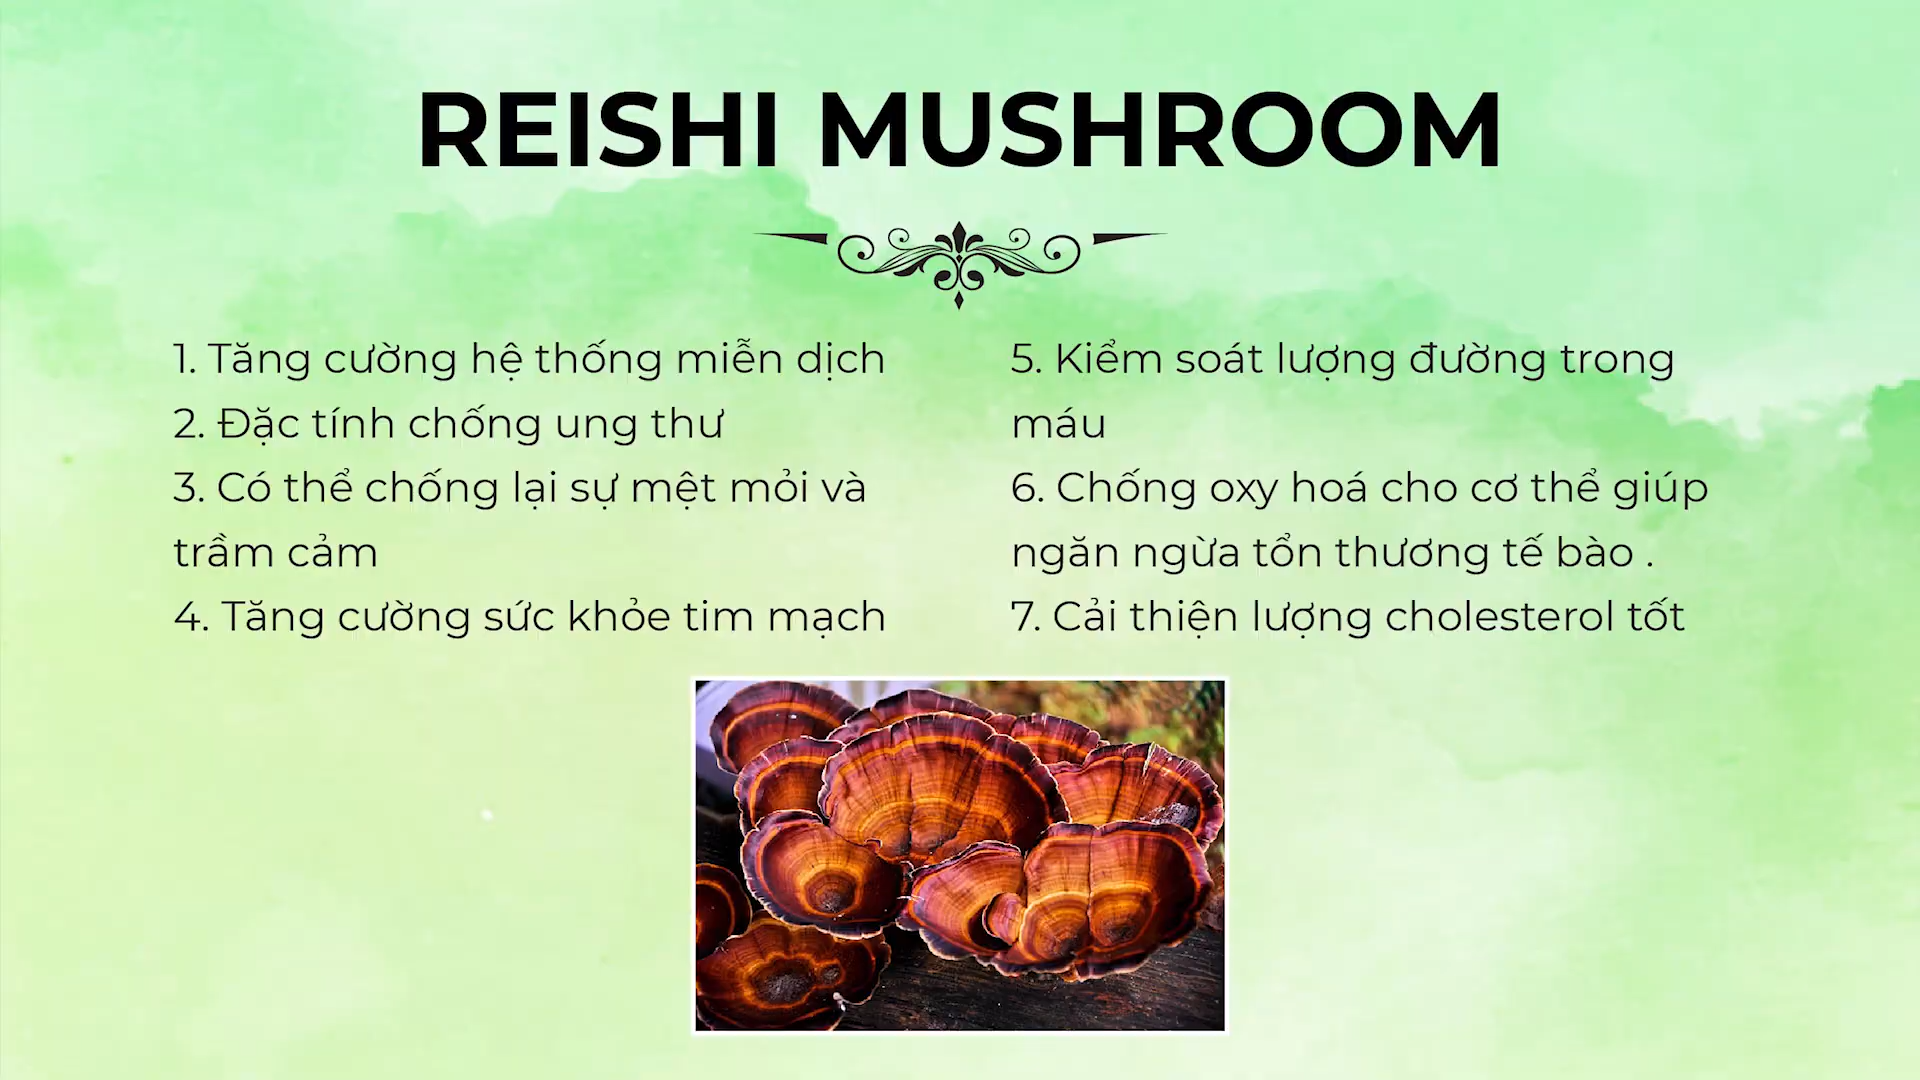 REISHI MUSHROOM
1. Tăng cường hệ thống miễn dịch
2. Đặc tính chống ung thư
3. Có thể chống lại sự mệt mỏi và
trầm cảm
4. Tăng cường sức khỏe tim mạch
5. Kiểm soát lượng đường trong
máu
6. Chống oxy hoá cho cơ thể giúp
ngăn ngừa tổn thương tế bào .
7. Cải thiện lượng cholesterol tốt